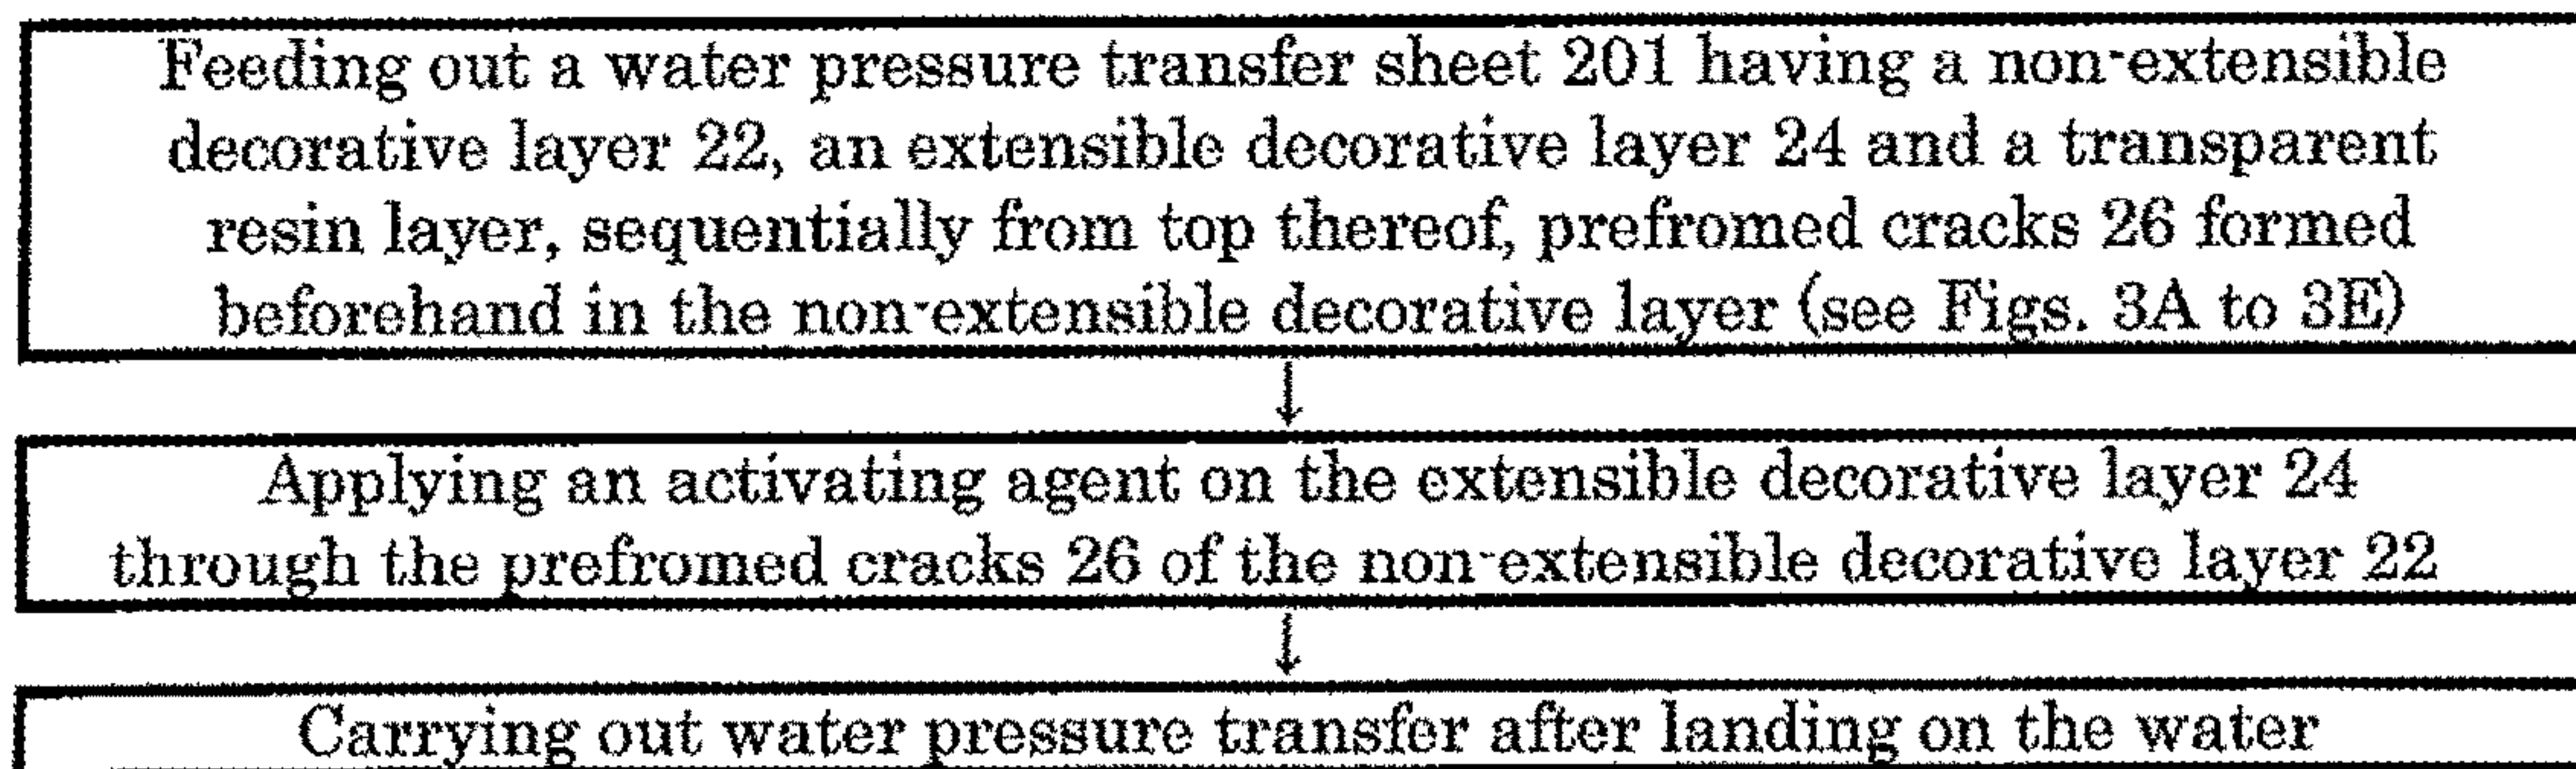 Feeding out a water pressure transfer sheet 201 having a non-extensible
decorative layer 22, an extensible decorative layer 24 and a transparent
resin layer, sequentially from top thereof, prefromed cracks 26 formed
beforehand in the non-extensible decorative layer (see Figs. 3A to 3E)
↓
Applying an activating agent on the extensible decorative layer 24
through the prefromed cracks 26 of the non-extensible decorative layer 22
↓
Carrying out water pressure transfer after landing on the water